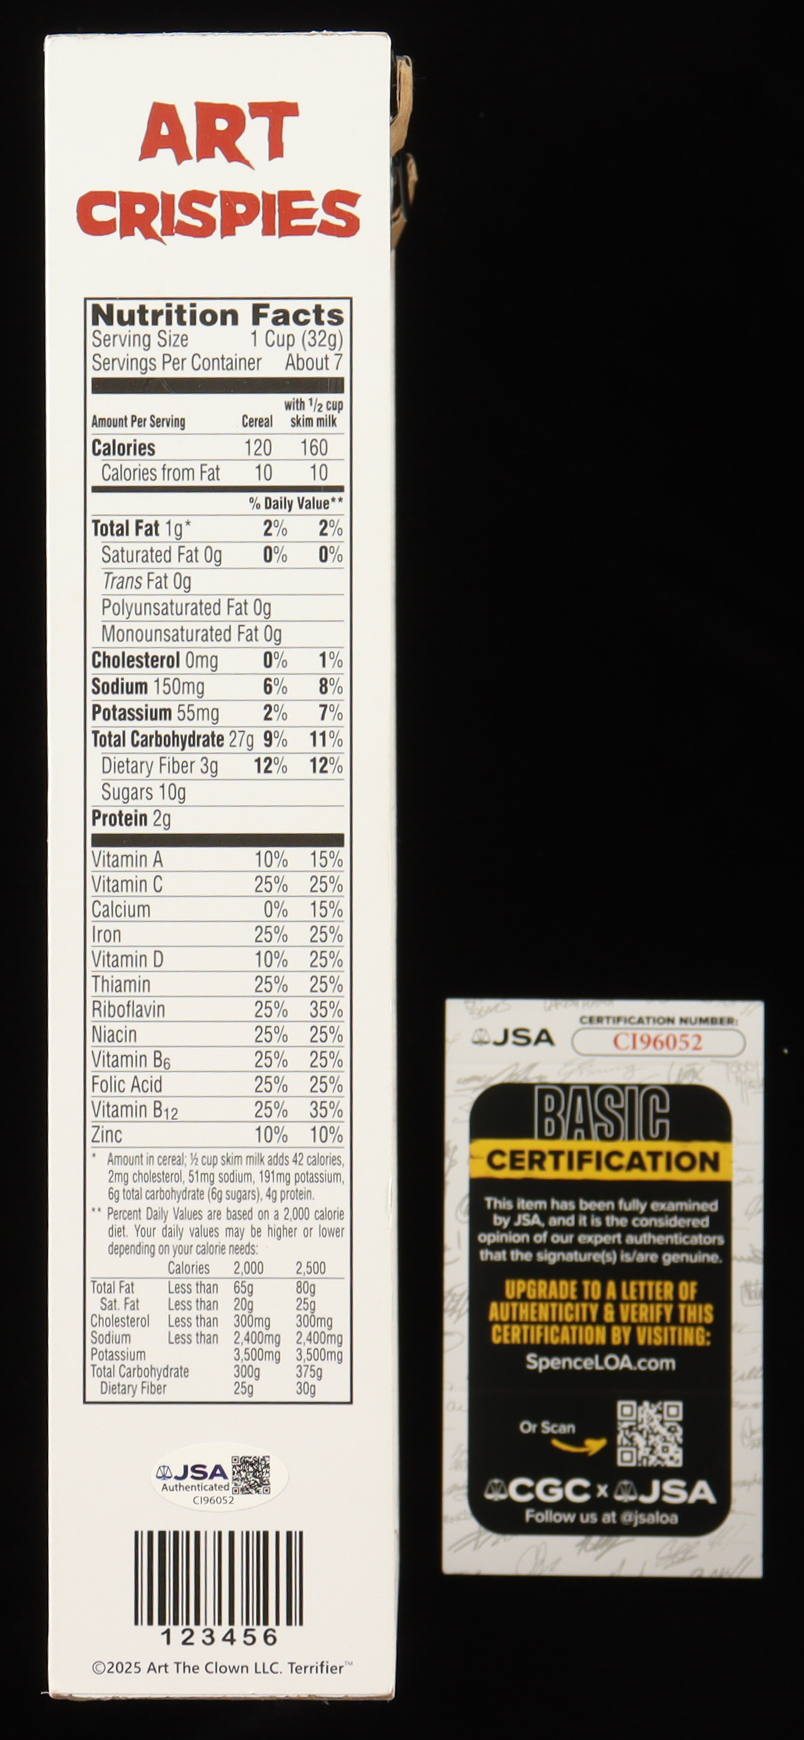 ART
CRISPIES
Nutrition Facts
Serving Size 1 Cup (32g)
Servings Per Container About 7
Amount Per Serving Cereal with 1/2 cup skim milk
Calories 120 160
Calories from Fat 10 10
% Daily Value**
Total Fat 1g* 2% 2%
Saturated Fat 0g 0% 0%
Trans Fat 0g
Polyunsaturated Fat 0g
Monounsaturated Fat 0g
Cholesterol 0mg 0% 1%
Sodium 150mg 6% 8%
Potassium 55mg 2% 7%
Total Carbohydrate 27g 9% 11%
Dietary Fiber 3g 12% 12%
Sugars 10g
Protein 2g
Vitamin A 10% 15%
Vitamin C 25% 25%
Calcium 0% 15%
Iron 25% 25%
Vitamin D 10% 25%
Thiamin 25% 25%
Riboflavin 25% 35%
Niacin 25% 25%
Vitamin B6 25% 25%
Folic Acid 25% 25%
Vitamin B12 25% 35%
Zinc 10% 10%
* Amount in cereal; ½ cup skim milk adds 42 calories,
2mg cholesterol, 51mg sodium, 191mg potassium,
6g total carbohydrate (6g sugars), 4g protein.
** Percent Daily Values are based on a 2,000 calorie
diet. Your daily values may be higher or lower
depending on your calorie needs:
Calories 2,000 2,500
Total Fat Less than 65g 80g
Sat. Fat Less than 20g 25g
Cholesterol Less than 300mg 300mg
Sodium Less than 2,400mg 2,400mg
Potassium 3,500mg 3,500mg
Total Carbohydrate 300g 375g
Dietary Fiber 25g 30g
JSA
Authenticated
CI96052
123456
©2025 Art The Clown LLC. Terrifier™
JSA
CERTIFICATION NUMBER:
CI96052
BASIC
CERTIFICATION
This item has been fully examined
by JSA, and it is the considered
opinion of our expert authenticators
that the signature(s) is/are genuine.
UPGRADE TO A LETTER OF
AUTHENTICITY & VERIFY THIS
CERTIFICATION BY VISITING:
SpenceLOA.com
Or Scan
CGC x JSA
Follow us at @jsaloa